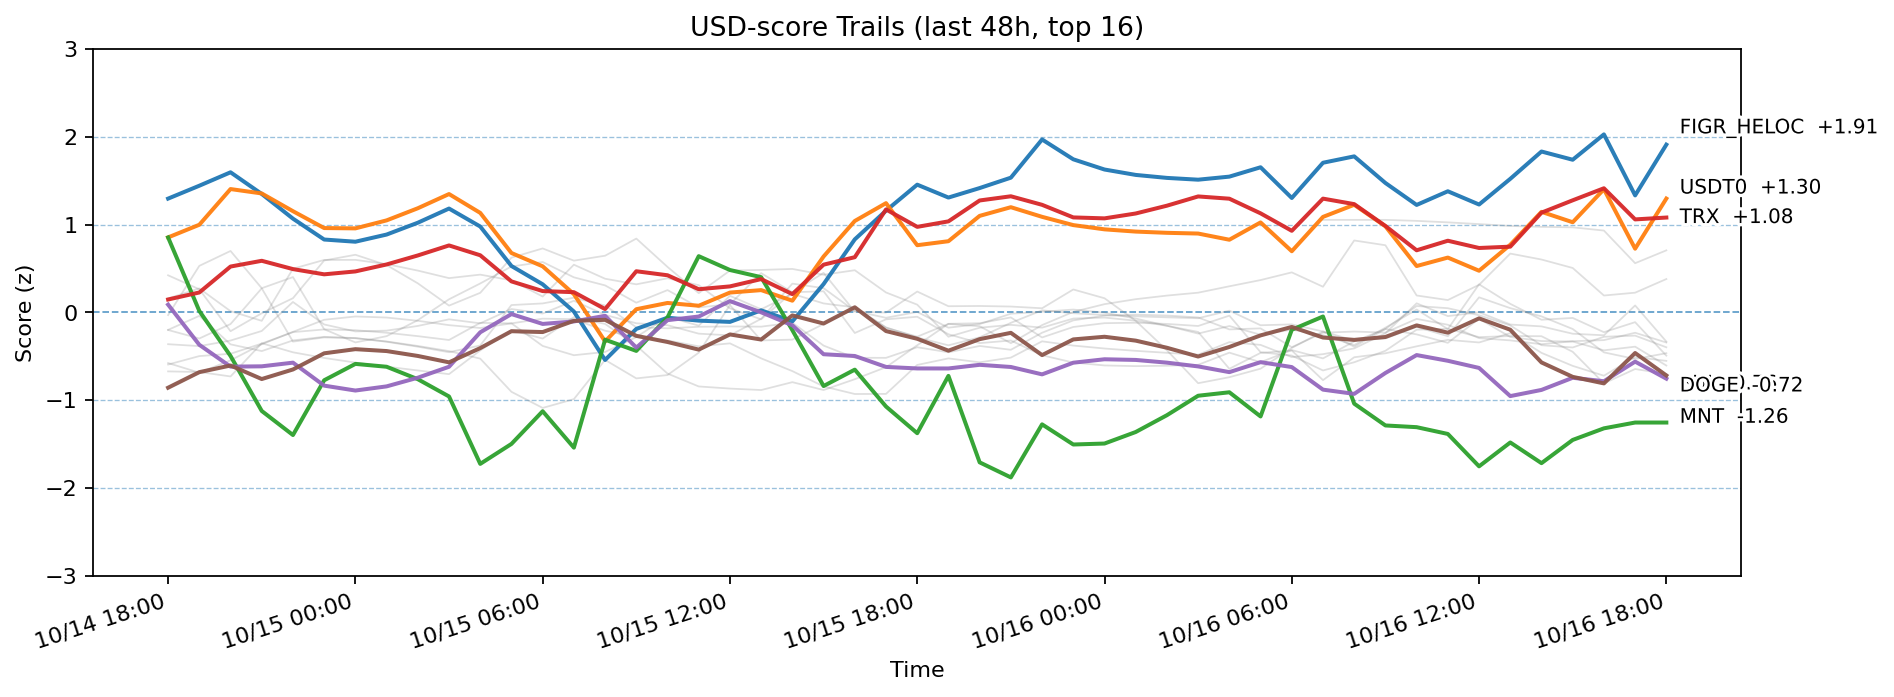 USD-score Trails (last 48h, top 16)
3
2
1
0
−1
−2
−3
Score (z)
FIGR_HELOC +1.91
USDT0 +1.30
TRX +1.08
DOGE -0.72
MNT -1.26
10/14 18:00
10/15 00:00
10/15 06:00
10/15 12:00
10/15 18:00
10/16 00:00
10/16 06:00
10/16 12:00
10/16 18:00
Time